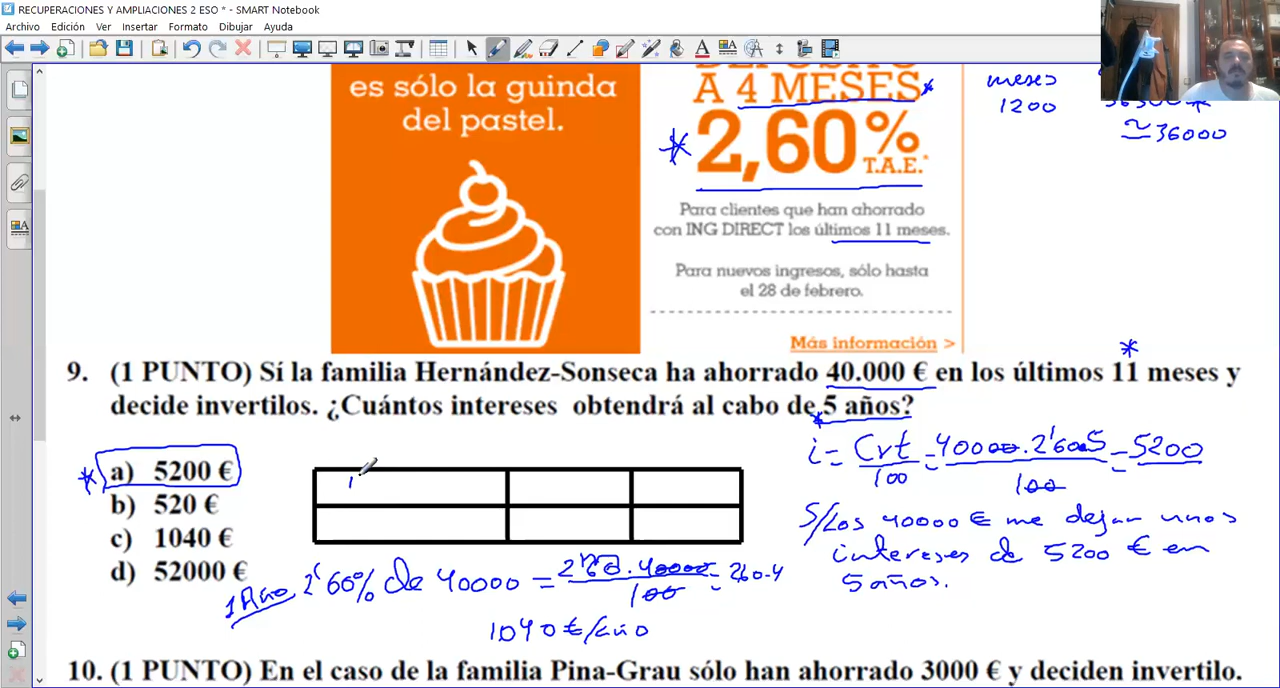 RECUPERACIONES Y AMPLIACIONES 2 ESO * - SMART Notebook
Archivo Edición Ver Insertar Formato Dibujar Ayuda
es sólo la guinda
del pastel.
A 4 MESES *
* 2,60%
T.A.E.*
Para clientes que han ahorrado
con ING DIRECT los últimos 11 meses.
Para nuevos ingresos, sólo hasta
el 28 de febrero.
Más información >
meses
1200
≃36000
*
9. (1 PUNTO) Sí la familia Hernández-Sonseca ha ahorrado 40.000 € en los últimos 11 meses y
decide invertilos. ¿Cuántos intereses obtendrá al cabo de 5 años?
* a) 5200 €
b) 520 €
c) 1040 €
d) 52000 €
i = Crt/100 = 40000·2'60·5/100 = 5200
S/Los 40000 € me dejan unos
intereses de 5200 € en
5 años.
1 Año 2'60% de 40000 = 2'60·40000/100 = 260·4
1040 €/año
10. (1 PUNTO) En el caso de la familia Pina-Grau sólo han ahorrado 3000 € y deciden invertilo.